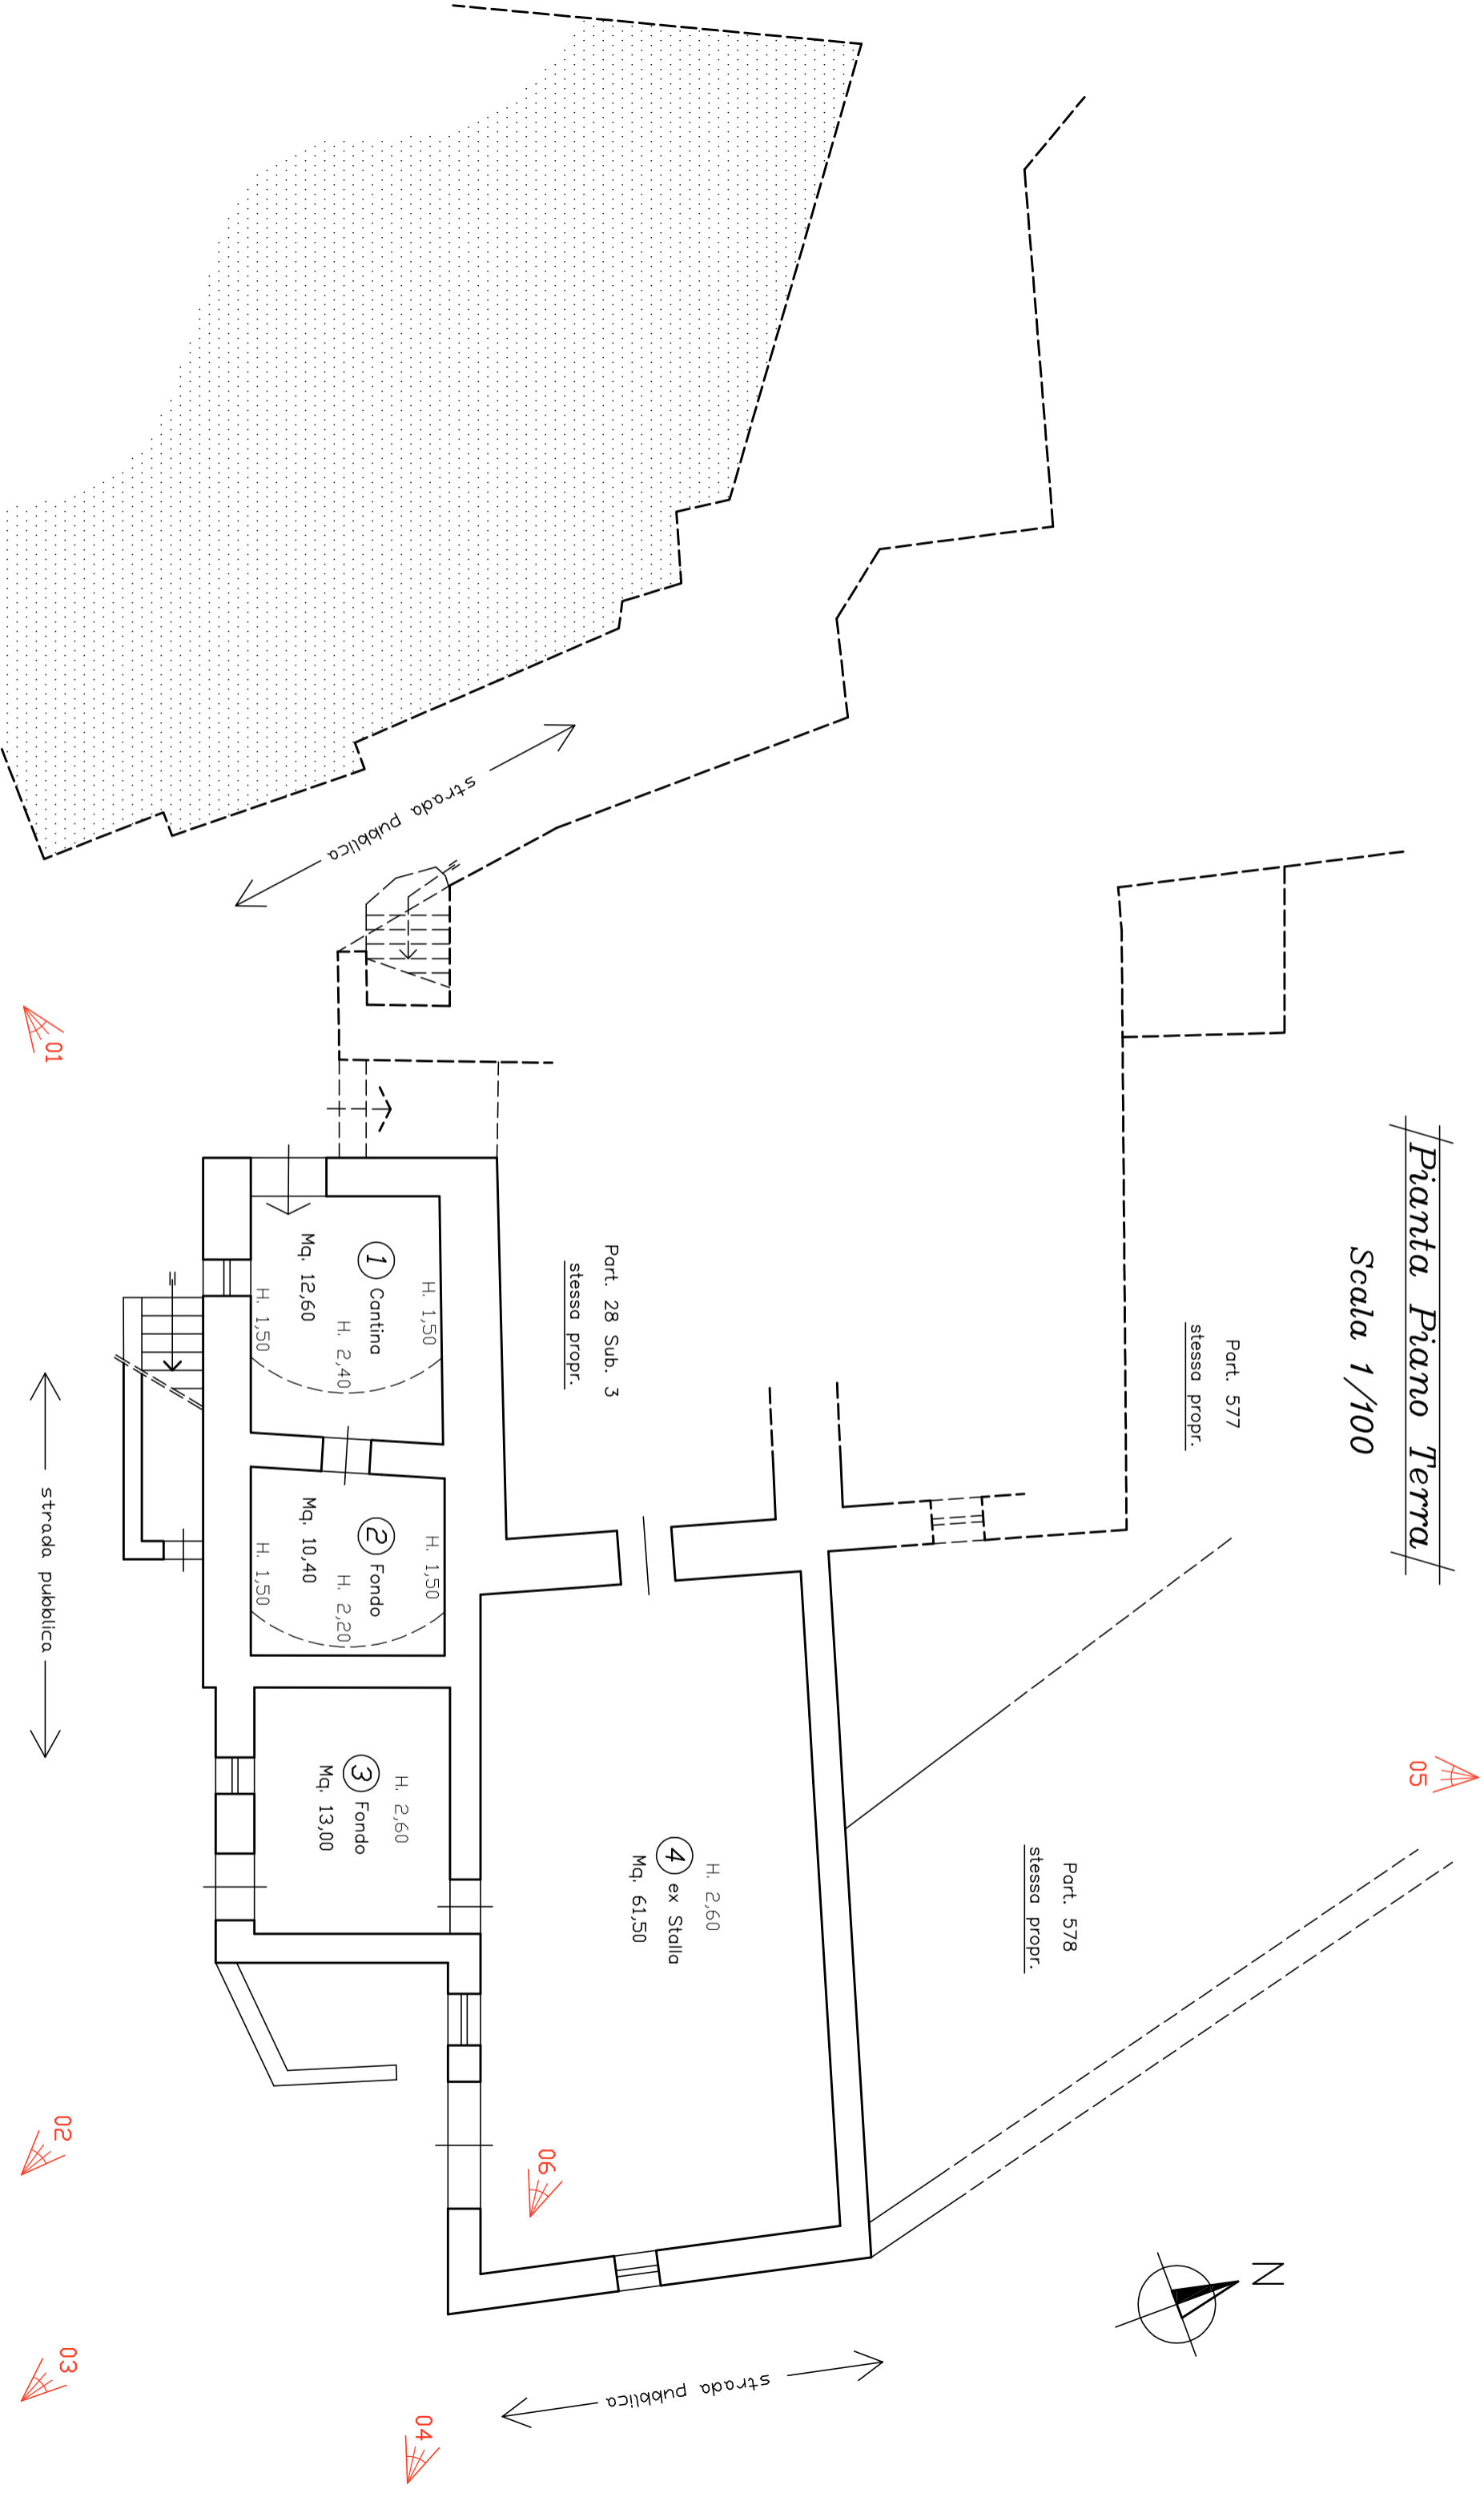 Pianta Piano Terra
Scala 1/100
N
05
Part. 577
stessa propr.
Part. 578
stessa propr.
strada pubblica
Part. 28 Sub. 3
stessa propr.
H. 2,60
4 ex Stalla
Mq. 61,50
06
H. 1,50
1 Cantina
H. 2,40
Mq. 12,60
H. 1,50
H. 1,50
2 Fondo
H. 2,20
Mq. 10,40
H. 1,50
H. 2,60
3 Fondo
Mq. 13,00
strada pubblica
strada pubblica
01
02
03
04